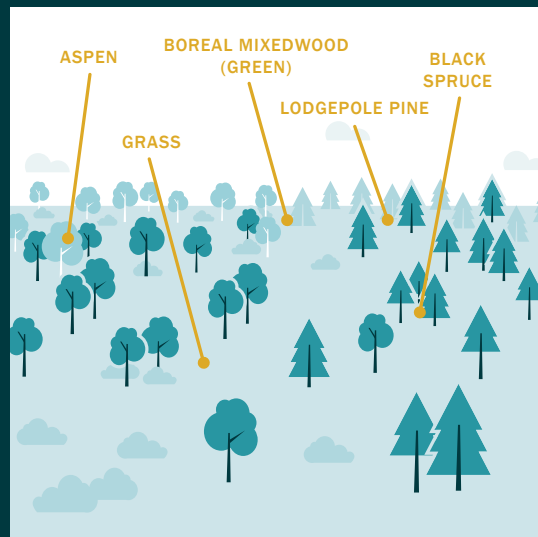 ASPEN
BOREAL MIXEDWOOD
(GREEN)
BLACK
SPRUCE
LODGEPOLE PINE
GRASS